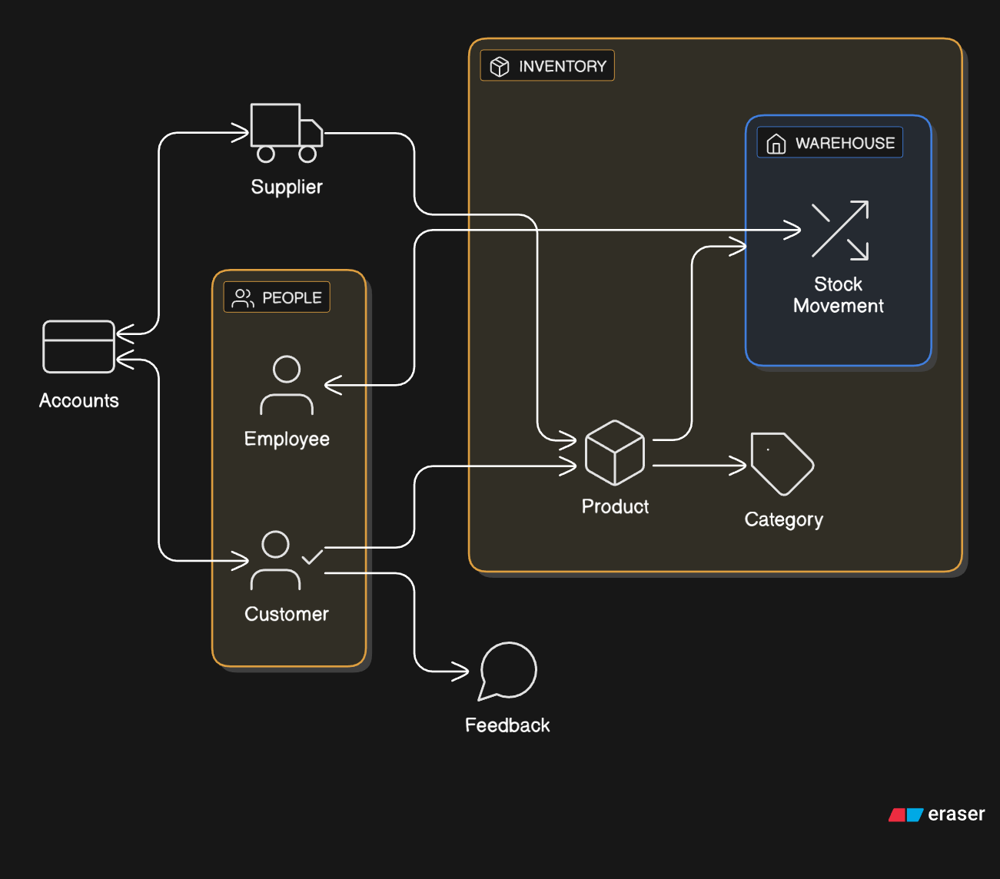 INVENTORY
WAREHOUSE
Supplier
Stock
Movement
PEOPLE
Accounts
Employee
Product
Category
Customer
Feedback
eraser